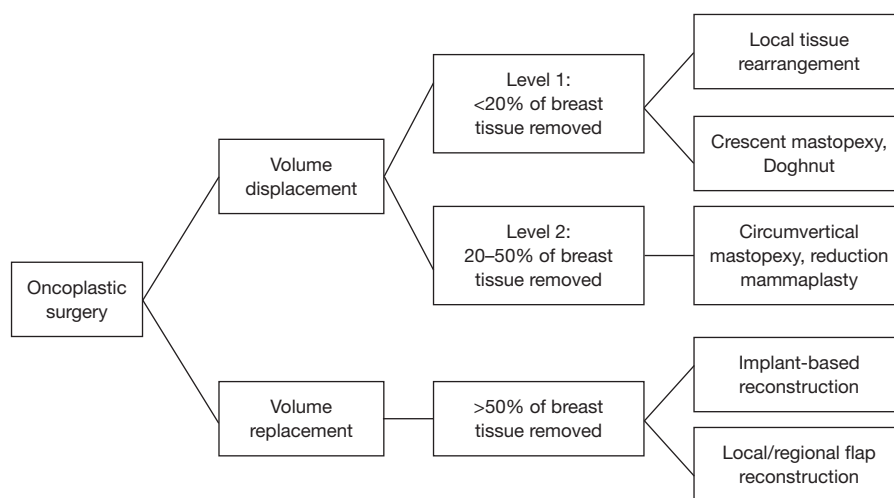 Oncoplastic
surgery
Volume
displacement
Level 1:
<20% of breast
tissue removed
Local tissue
rearrangement
Crescent mastopexy,
Doghnut
Level 2:
20–50% of breast
tissue removed
Circumvertical
mastopexy, reduction
mammaplasty
Volume
replacement
>50% of breast
tissue removed
Implant-based
reconstruction
Local/regional flap
reconstruction